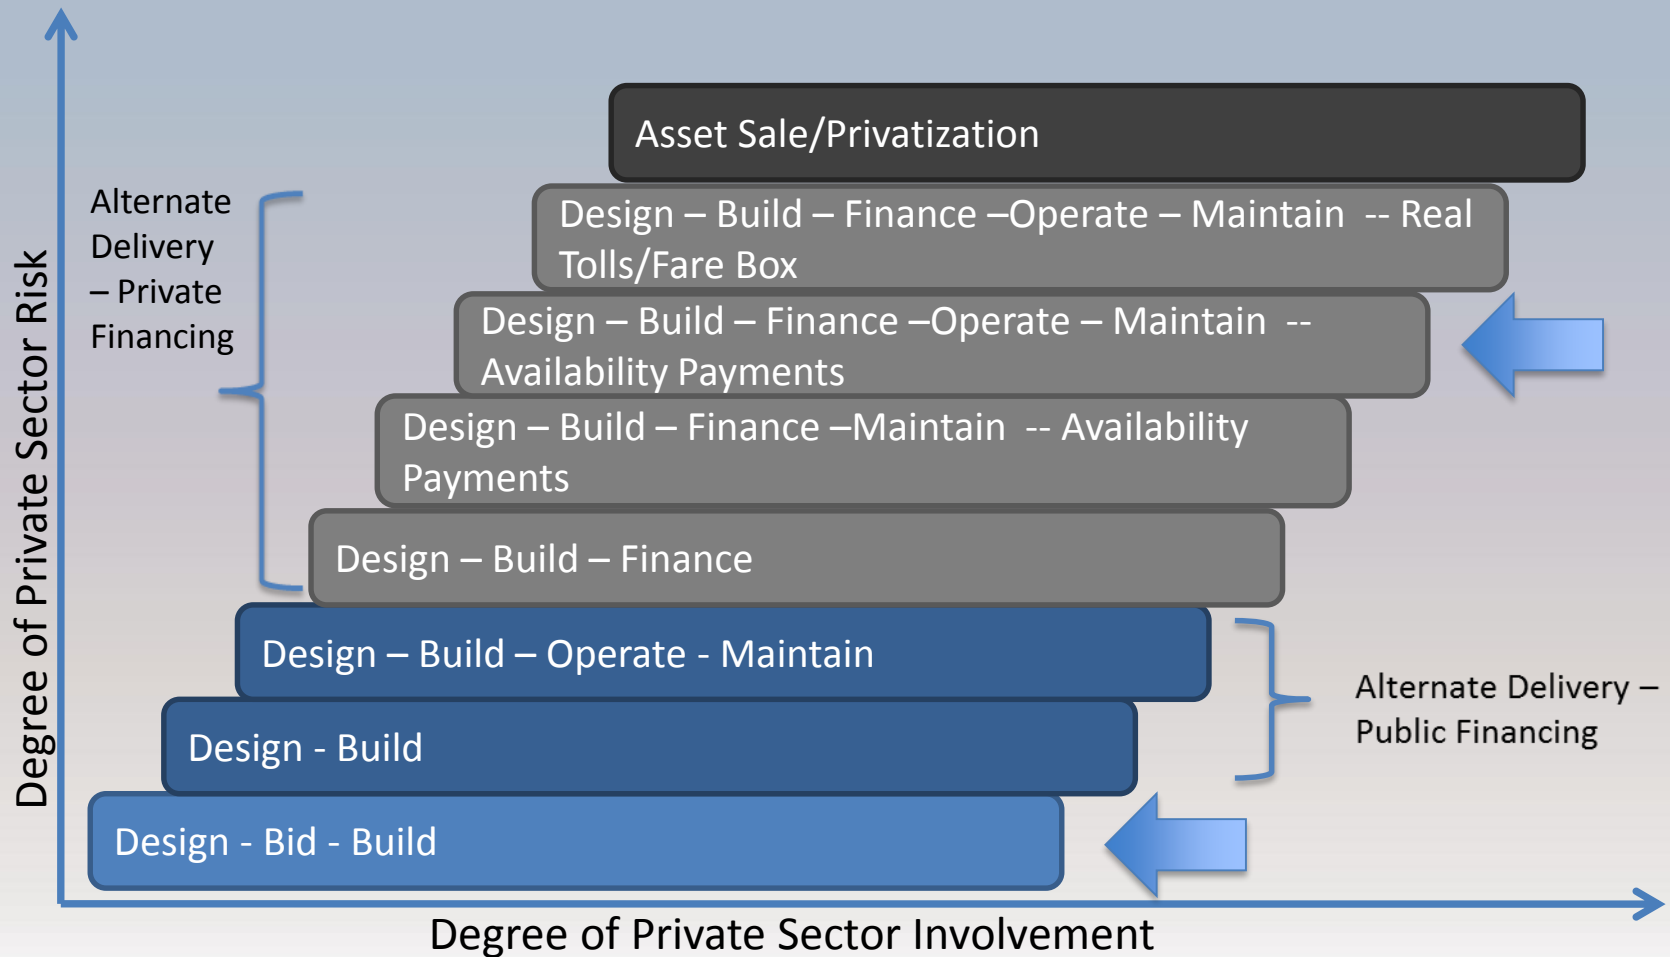 Asset Sale/Privatization
Alternate
Delivery
– Private
Financing
Design – Build – Finance –Operate – Maintain -- Real
Tolls/Fare Box
Design – Build – Finance –Operate – Maintain --
Availability Payments
Design – Build – Finance –Maintain -- Availability
Payments
Design – Build – Finance
Design – Build – Operate - Maintain
Alternate Delivery –
Public Financing
Design - Build
Design - Bid - Build
Degree of Private Sector Risk
Degree of Private Sector Involvement